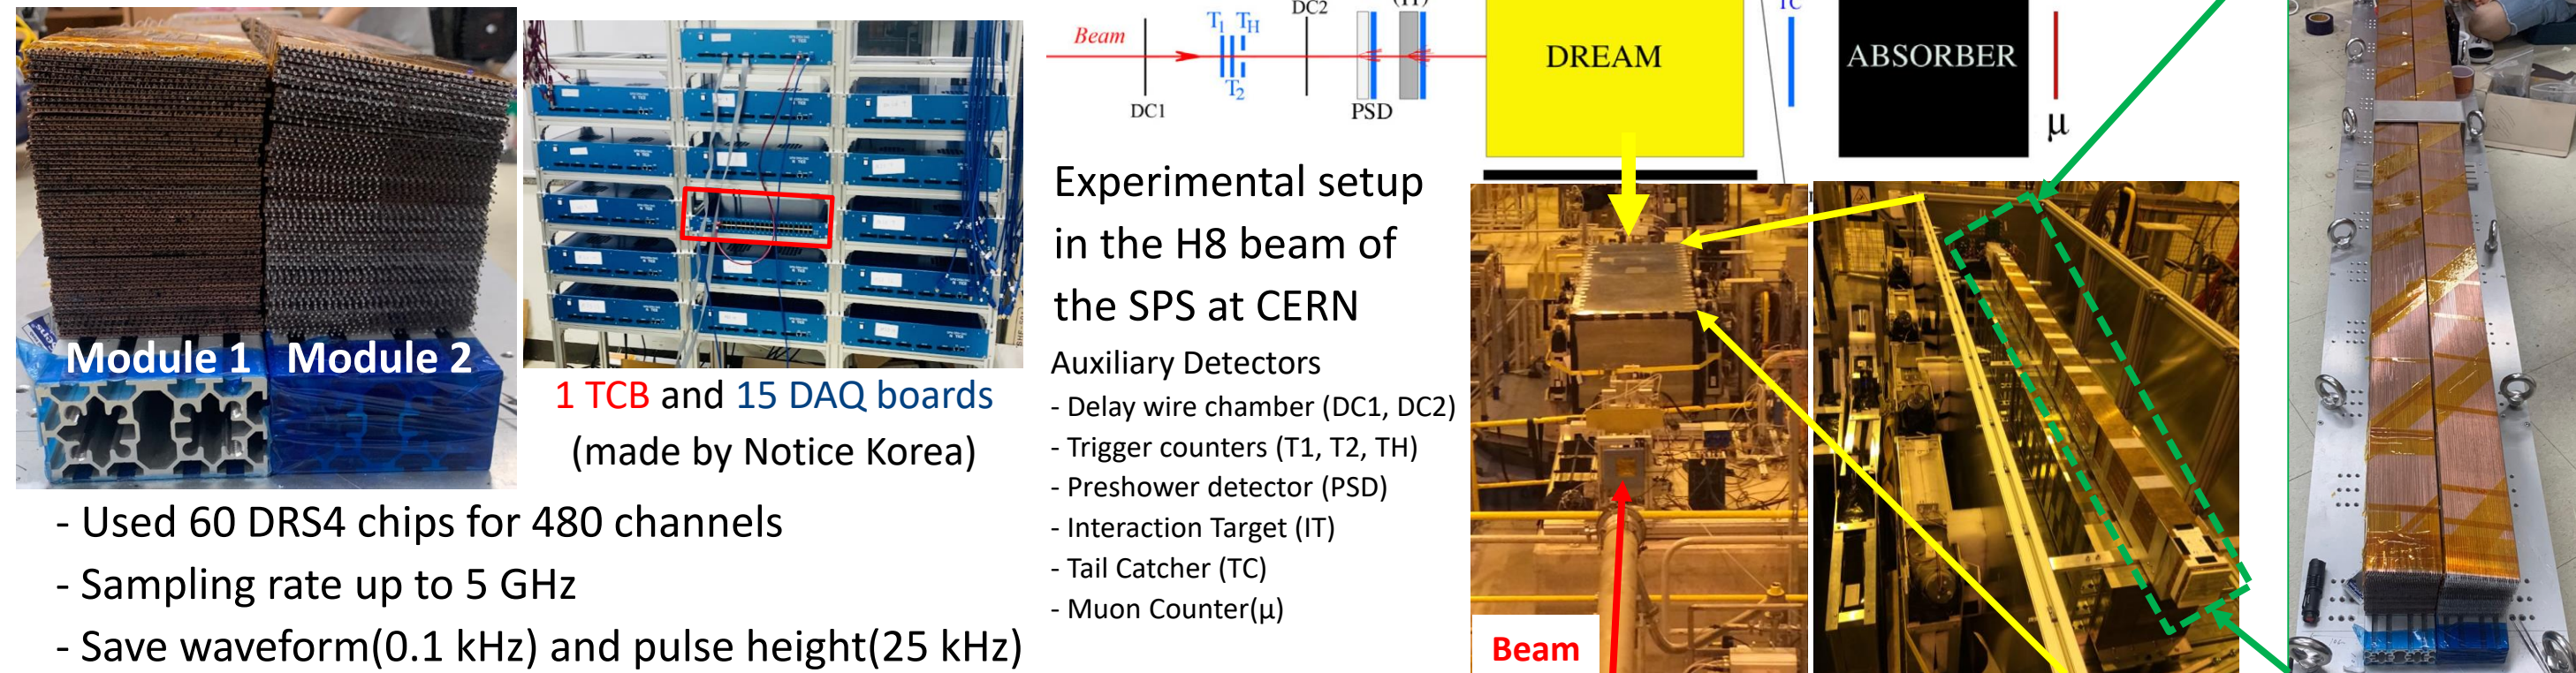 Module 1 Module 2
1 TCB and 15 DAQ boards
(made by Notice Korea)
- Used 60 DRS4 chips for 480 channels
- Sampling rate up to 5 GHz
- Save waveform(0.1 kHz) and pulse height(25 kHz)
Beam
DC1
T1 TH
T2
DC2
PSD
(IT)
DREAM
TC
ABSORBER
μ
Experimental setup
in the H8 beam of
the SPS at CERN
Auxiliary Detectors
- Delay wire chamber (DC1, DC2)
- Trigger counters (T1, T2, TH)
- Preshower detector (PSD)
- Interaction Target (IT)
- Tail Catcher (TC)
- Muon Counter(μ)
Beam